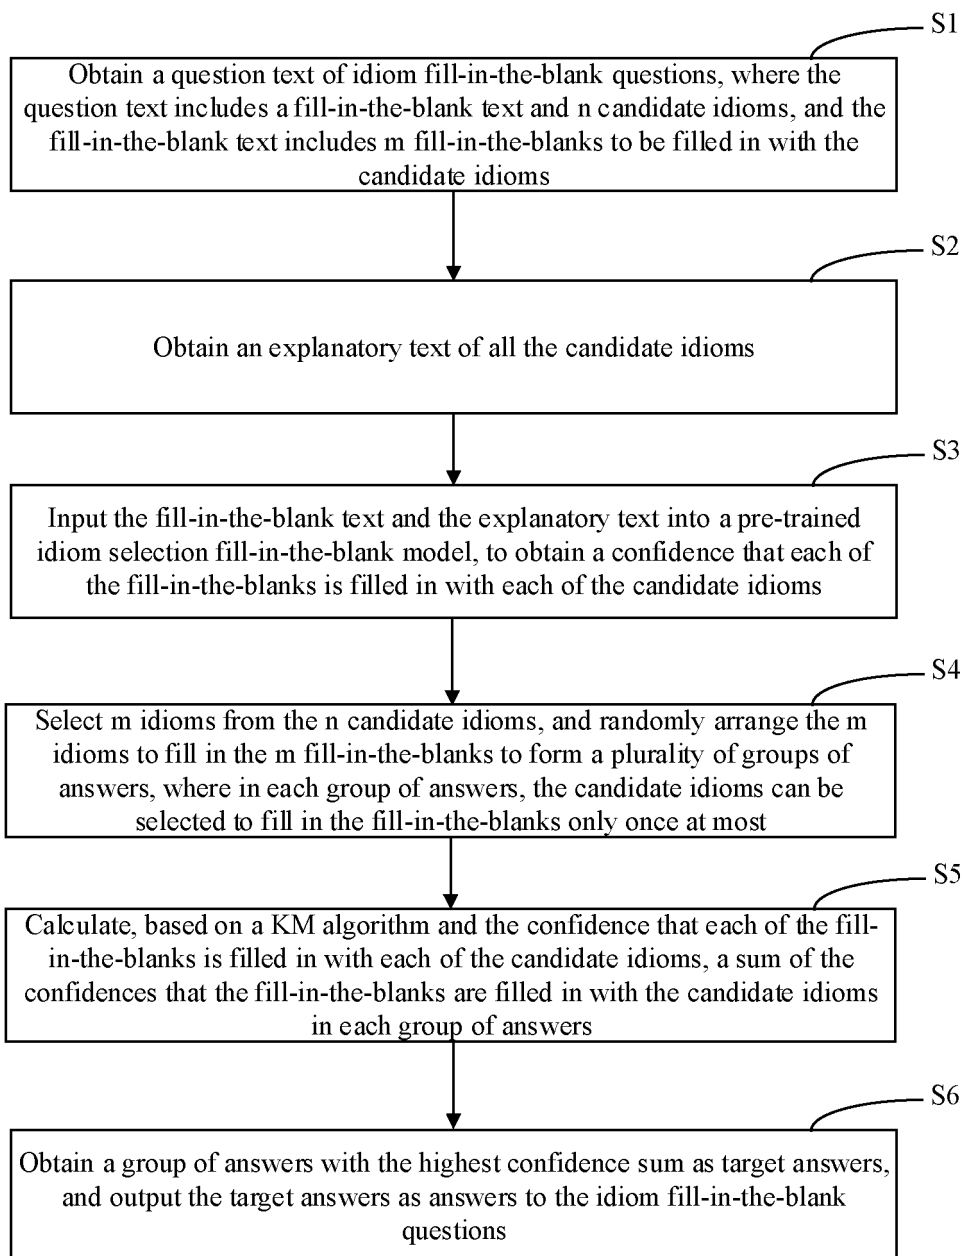 S1
Obtain a question text of idiom fill-in-the-blank questions, where the
question text includes a fill-in-the-blank text and n candidate idioms, and the
fill-in-the-blank text includes m fill-in-the-blanks to be filled in with the
candidate idioms
S2
Obtain an explanatory text of all the candidate idioms
S3
Input the fill-in-the-blank text and the explanatory text into a pre-trained
idiom selection fill-in-the-blank model, to obtain a confidence that each of
the fill-in-the-blanks is filled in with each of the candidate idioms
S4
Select m idioms from the n candidate idioms, and randomly arrange the m
idioms to fill in the m fill-in-the-blanks to form a plurality of groups of
answers, where in each group of answers, the candidate idioms can be
selected to fill in the fill-in-the-blanks only once at most
S5
Calculate, based on a KM algorithm and the confidence that each of the fill-
in-the-blanks is filled in with each of the candidate idioms, a sum of the
confidences that the fill-in-the-blanks are filled in with the candidate idioms
in each group of answers
S6
Obtain a group of answers with the highest confidence sum as target answers,
and output the target answers as answers to the idiom fill-in-the-blank
questions